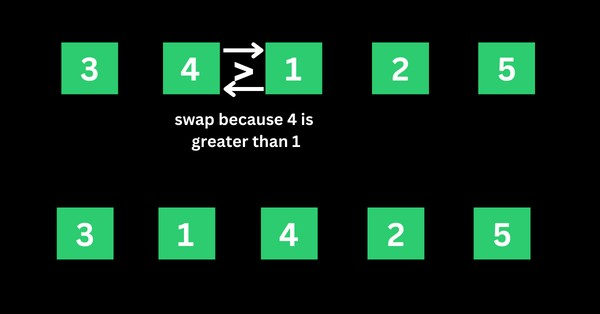 3 4 > 1 2 5
swap because 4 is
greater than 1
3 1 4 2 5